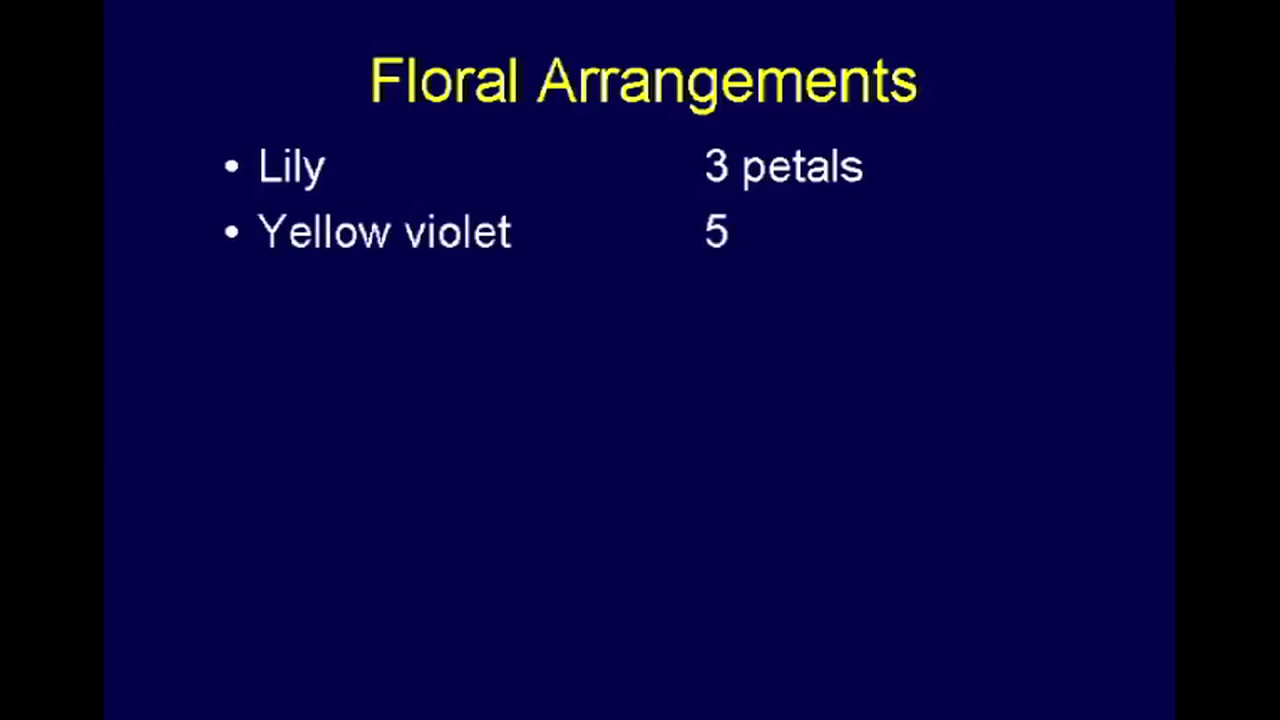 Floral Arrangements
• Lily 3 petals
• Yellow violet 5